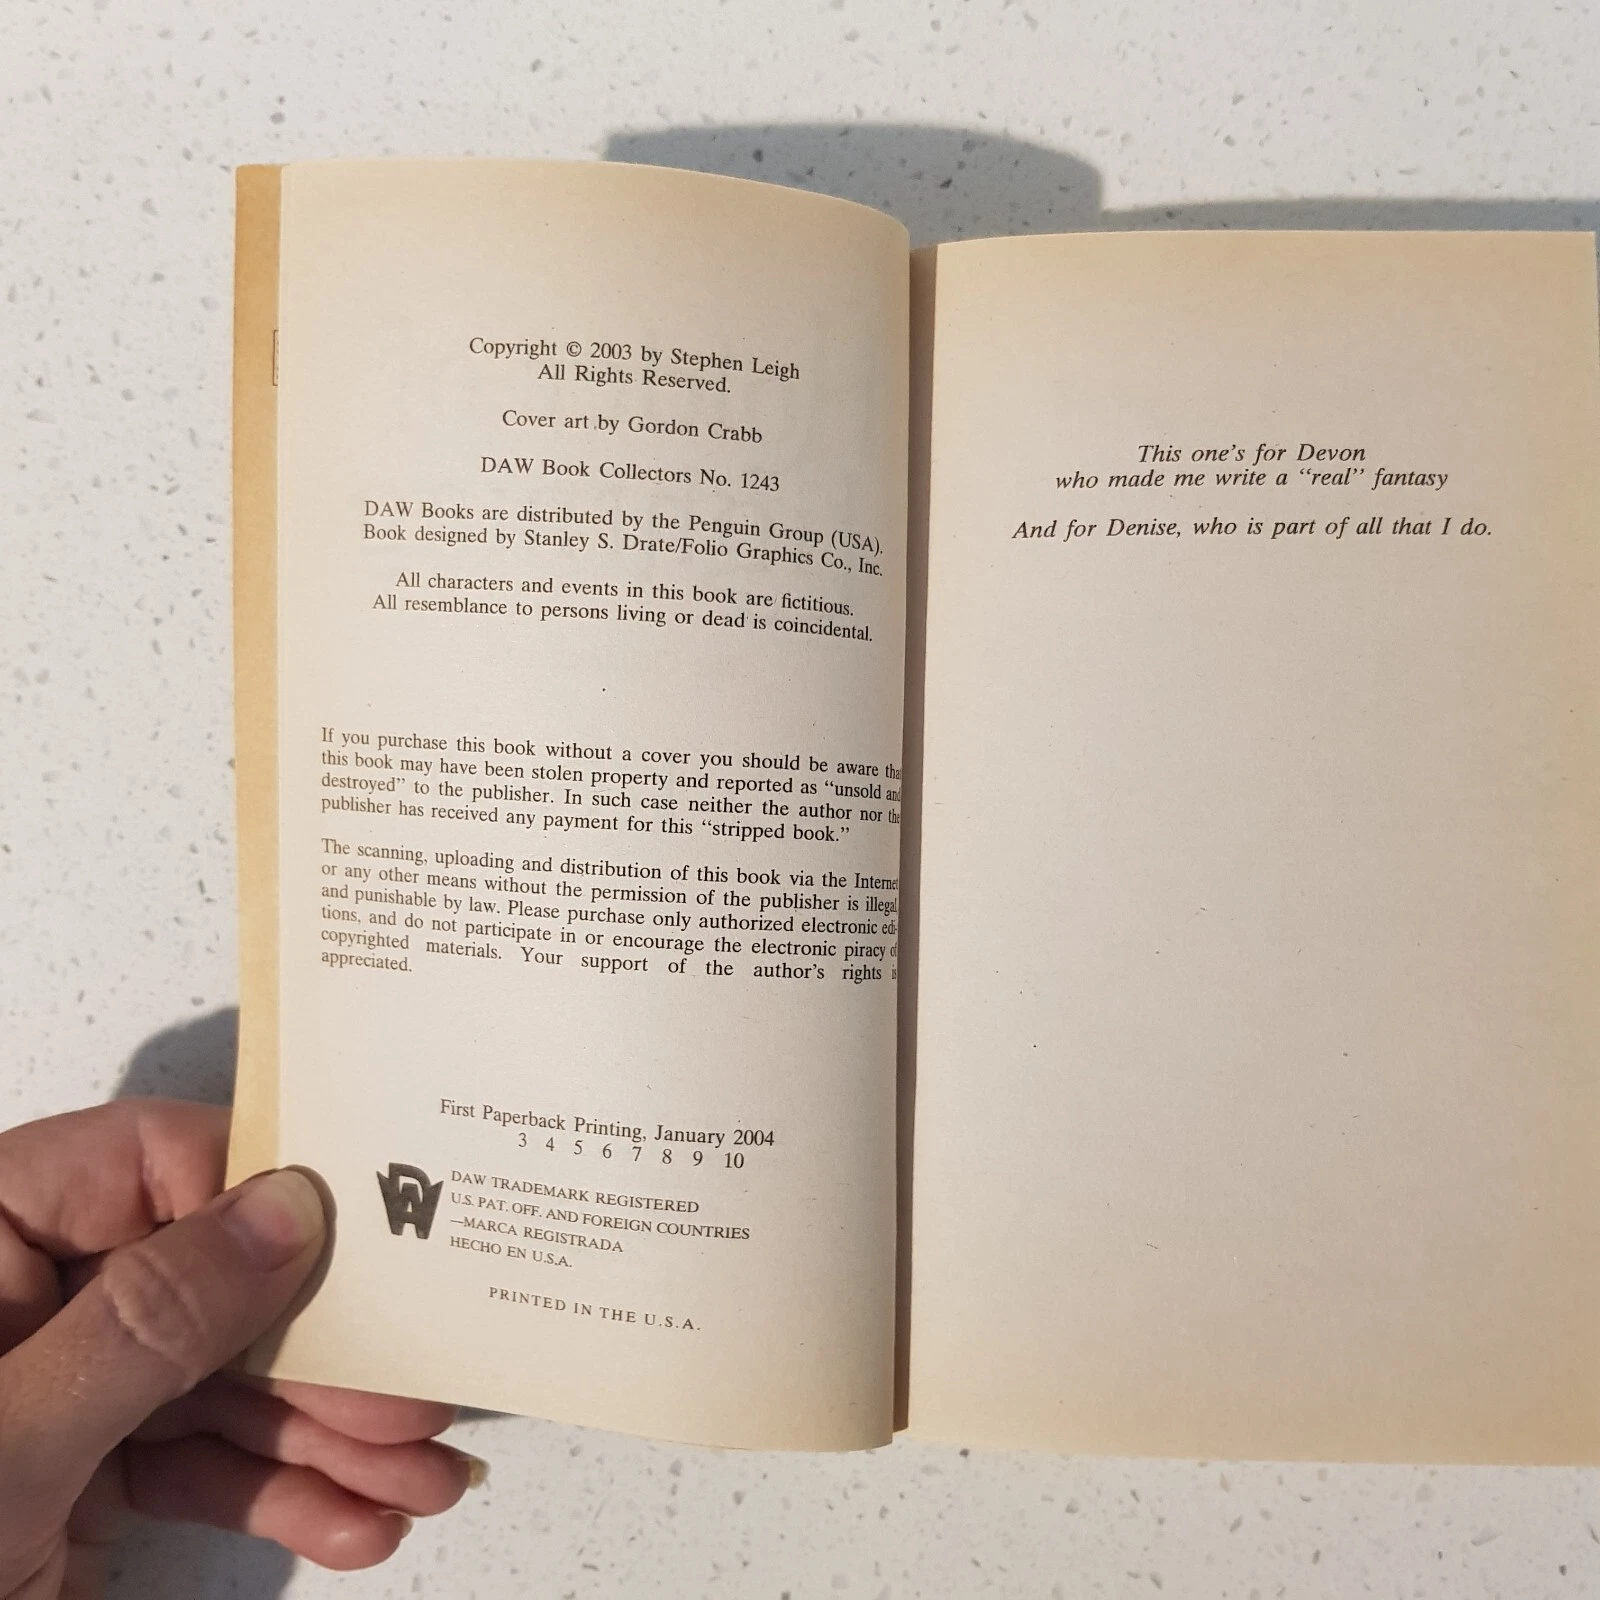 Copyright © 2003 by Stephen Leigh
All Rights Reserved.
Cover art by Gordon Crabb
DAW Book Collectors No. 1243
DAW Books are distributed by the Penguin Group (USA).
Book designed by Stanley S. Drate/Folio Graphics Co., Inc.
All characters and events in this book are fictitious.
All resemblance to persons living or dead is coincidental.
If you purchase this book without a cover you should be aware that
this book may have been stolen property and reported as “unsold and
destroyed” to the publisher. In such case neither the author nor the
publisher has received any payment for this “stripped book.”
The scanning, uploading and distribution of this book via the Internet
or any other means without the permission of the publisher is illegal
and punishable by law. Please purchase only authorized electronic edi-
tions, and do not participate in or encourage the electronic piracy of
copyrighted materials. Your support of the author’s rights is
appreciated.
First Paperback Printing, January 2004
3 4 5 6 7 8 9 10
DAW
DAW TRADEMARK REGISTERED
U.S. PAT. OFF. AND FOREIGN COUNTRIES
—MARCA REGISTRADA
HECHO EN U.S.A.
PRINTED IN THE U.S.A.
This one’s for Devon
who made me write a “real” fantasy
And for Denise, who is part of all that I do.